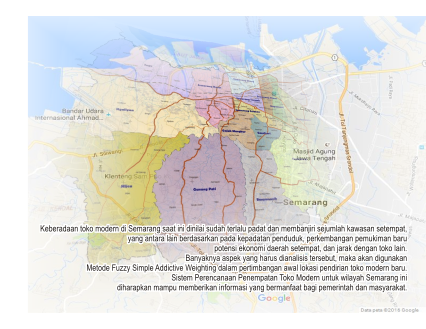 Bandar Udara
Internasional Ahmad...
Masjid Agung
Jawa Tengah
Klenteng Sam
Semarang
Keberadaan toko modern di Semarang saat ini dinilai sudah terlalu padat dan membanjiri sejumlah kawasan setempat,
yang antara lain berdasarkan pada kepadatan penduduk, perkembangan pemukiman baru
potensi ekonomi daerah setempat, dan jarak dengan toko lain.
Banyaknya aspek yang harus dianalisis tersebut, maka akan digunakan
Metode Fuzzy Simple Addictive Weighting dalam pertimbangan awal lokasi pendirian toko modern baru.
Sistem Perencanaan Penempatan Toko Modern untuk wilayah Semarang ini
diharapkan mampu memberikan informasi yang bermanfaat bagi pemerintah dan masyarakat.
Google
Data peta ©2016 Google